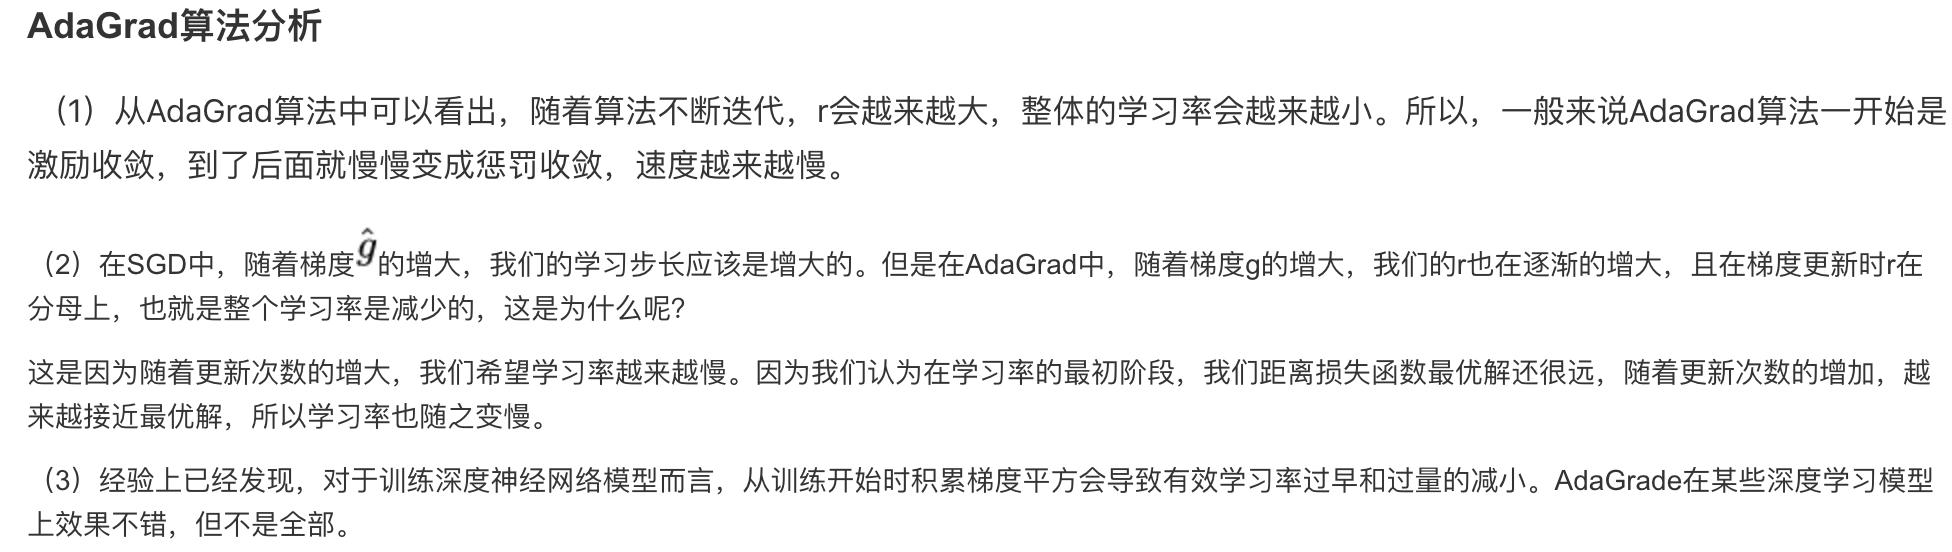 AdaGrad算法分析
（1）从AdaGrad算法中可以看出，随着算法不断迭代，r会越来越大，整体的学习率会越来越小。所以，一般来说AdaGrad算法一开始是
激励收敛，到了后面就慢慢变成惩罚收敛，速度越来越慢。
（2）在SGD中，随着梯度ĝ的增大，我们的学习步长应该是增大的。但是在AdaGrad中，随着梯度g的增大，我们的r也在逐渐的增大，且在梯度更新时r在
分母上，也就是整个学习率是减少的，这是为什么呢?
这是因为随着更新次数的增大，我们希望学习率越来越慢。因为我们认为在学习率的最初阶段，我们距离损失函数最优解还很远，随着更新次数的增加，越
来越接近最优解，所以学习率也随之变慢。
（3）经验上已经发现，对于训练深度神经网络模型而言，从训练开始时积累梯度平方会导致有效学习率过早和过量的减小。AdaGrade在某些深度学习模型
上效果不错，但不是全部。